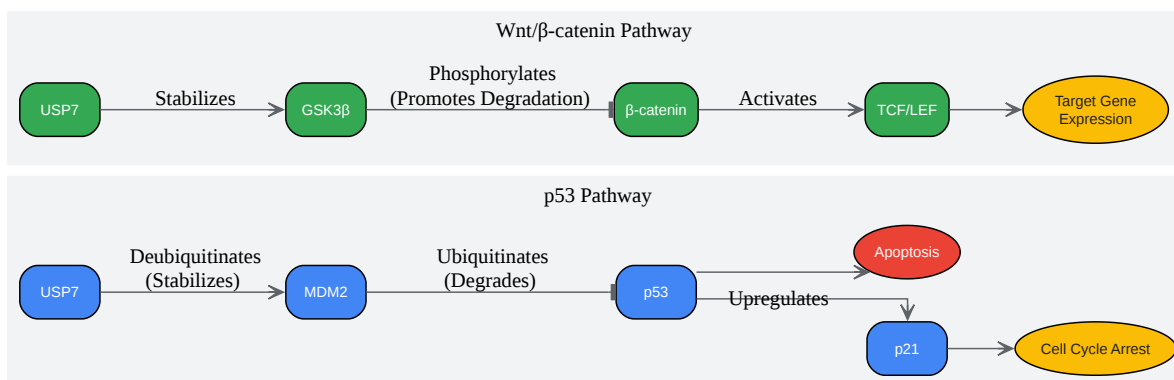 Wnt/β-catenin Pathway
USP7
Stabilizes
GSK3β
Phosphorylates
(Promotes Degradation)
β-catenin
Activates
TCF/LEF
Target Gene
Expression
p53 Pathway
USP7
Deubiquitinates
(Stabilizes)
MDM2
Ubiquitinates
(Degrades)
p53
Apoptosis
Upregulates
p21
Cell Cycle Arrest